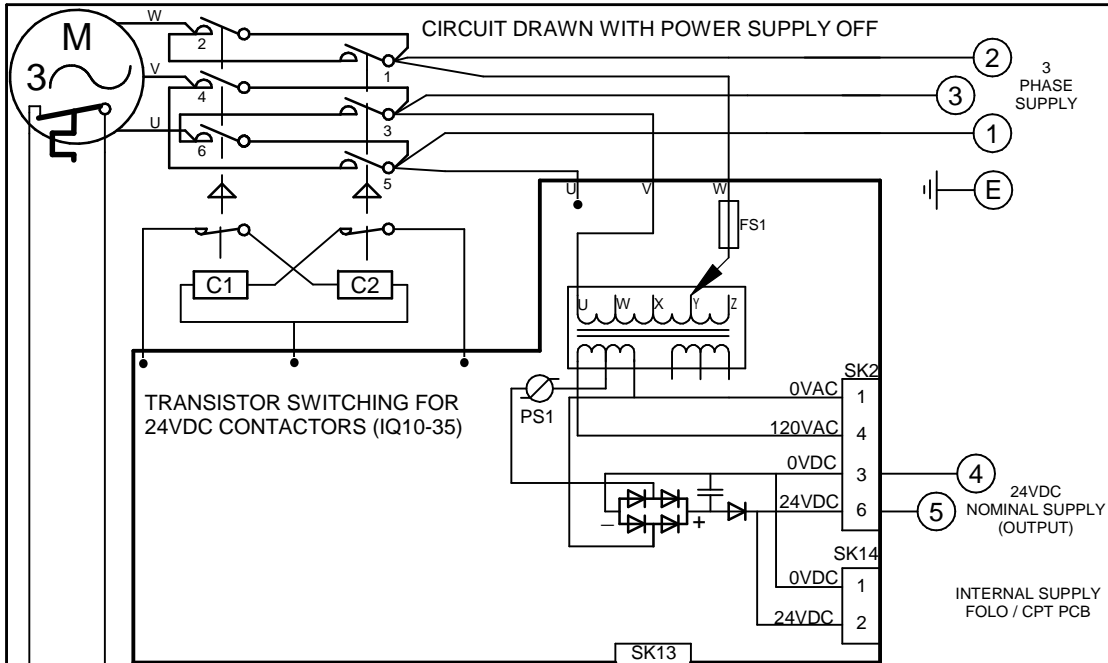 CIRCUIT DRAWN WITH POWER SUPPLY OFF
W
M
3
V
U
2
1
4
3
6
5
2
3
PHASE
SUPPLY
3
1
E
U
V
W
FS1
C1
C2
U
W
X
Y
Z
TRANSISTOR SWITCHING FOR
24VDC CONTACTORS (IQ10-35)
PS1
SK2
0VAC
1
120VAC
4
0VDC
3
4
24VDC
6
5
24VDC
NOMINAL SUPPLY
(OUTPUT)
–
+
SK14
0VDC
1
24VDC
2
INTERNAL SUPPLY
FOLO / CPT PCB
SK13